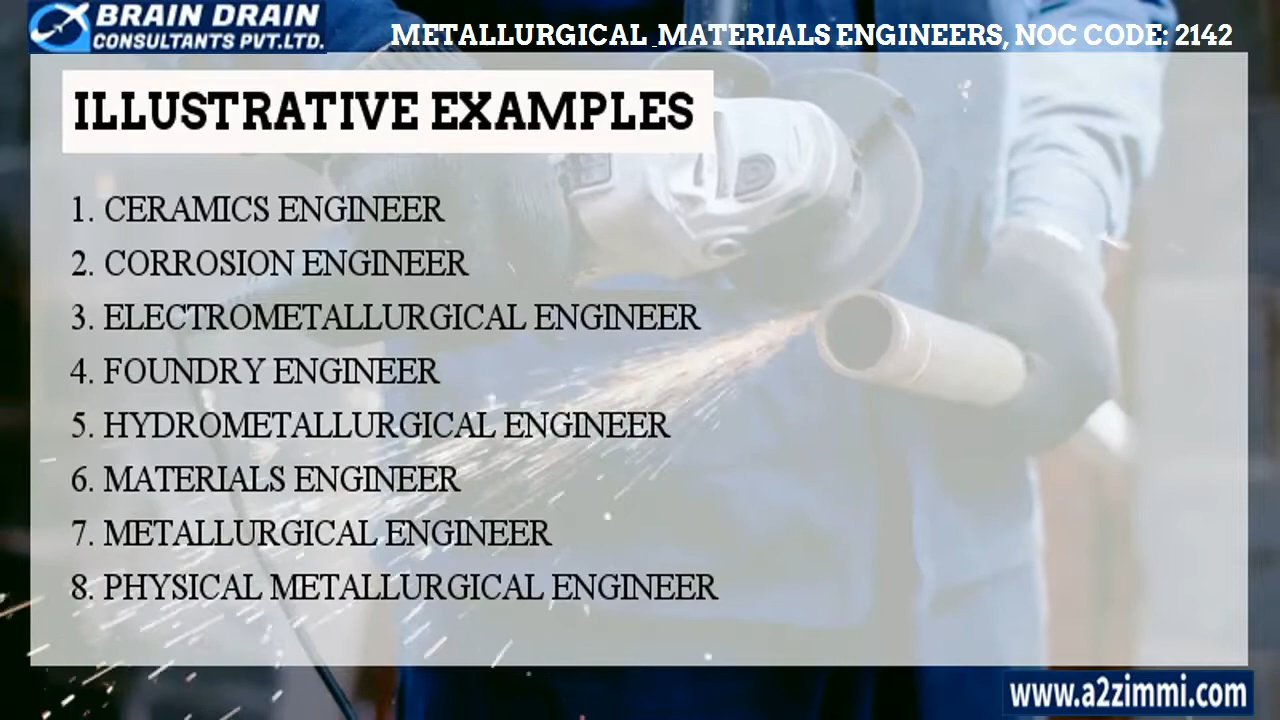 BRAIN DRAIN
CONSULTANTS PVT.LTD.
METALLURGICAL MATERIALS ENGINEERS, NOC CODE: 2142
ILLUSTRATIVE EXAMPLES
1. CERAMICS ENGINEER
2. CORROSION ENGINEER
3. ELECTROMETALLURGICAL ENGINEER
4. FOUNDRY ENGINEER
5. HYDROMETALLURGICAL ENGINEER
6. MATERIALS ENGINEER
7. METALLURGICAL ENGINEER
8. PHYSICAL METALLURGICAL ENGINEER
www.a2zimmi.com